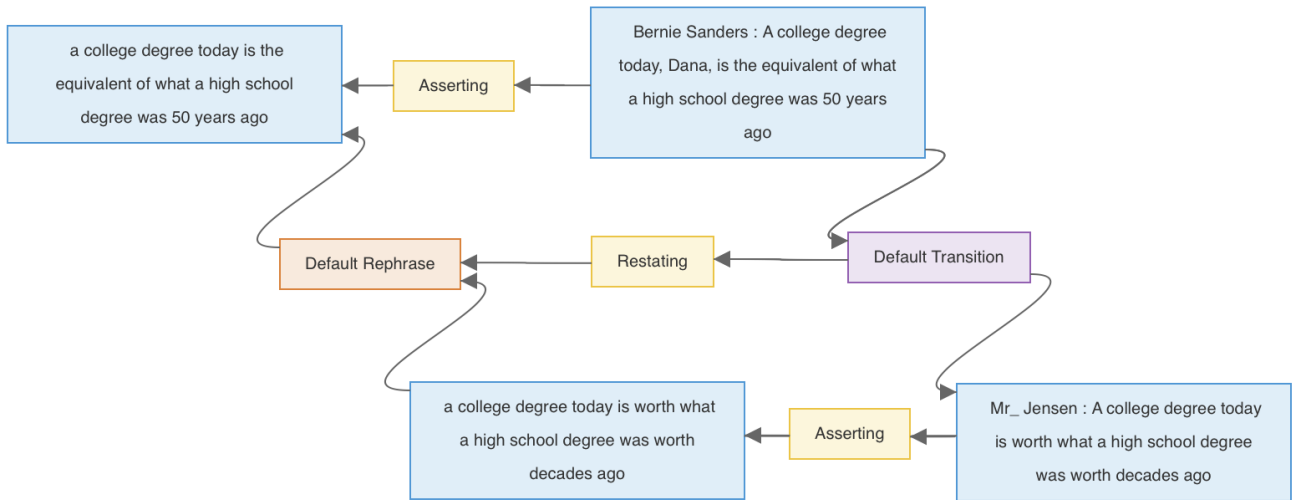 a college degree today is the
equivalent of what a high school
degree was 50 years ago
Asserting
Bernie Sanders : A college degree
today, Dana, is the equivalent of what
a high school degree was 50 years
ago
Default Rephrase
Restating
Default Transition
a college degree today is worth what
a high school degree was worth
decades ago
Asserting
Mr_ Jensen : A college degree today
is worth what a high school degree
was worth decades ago